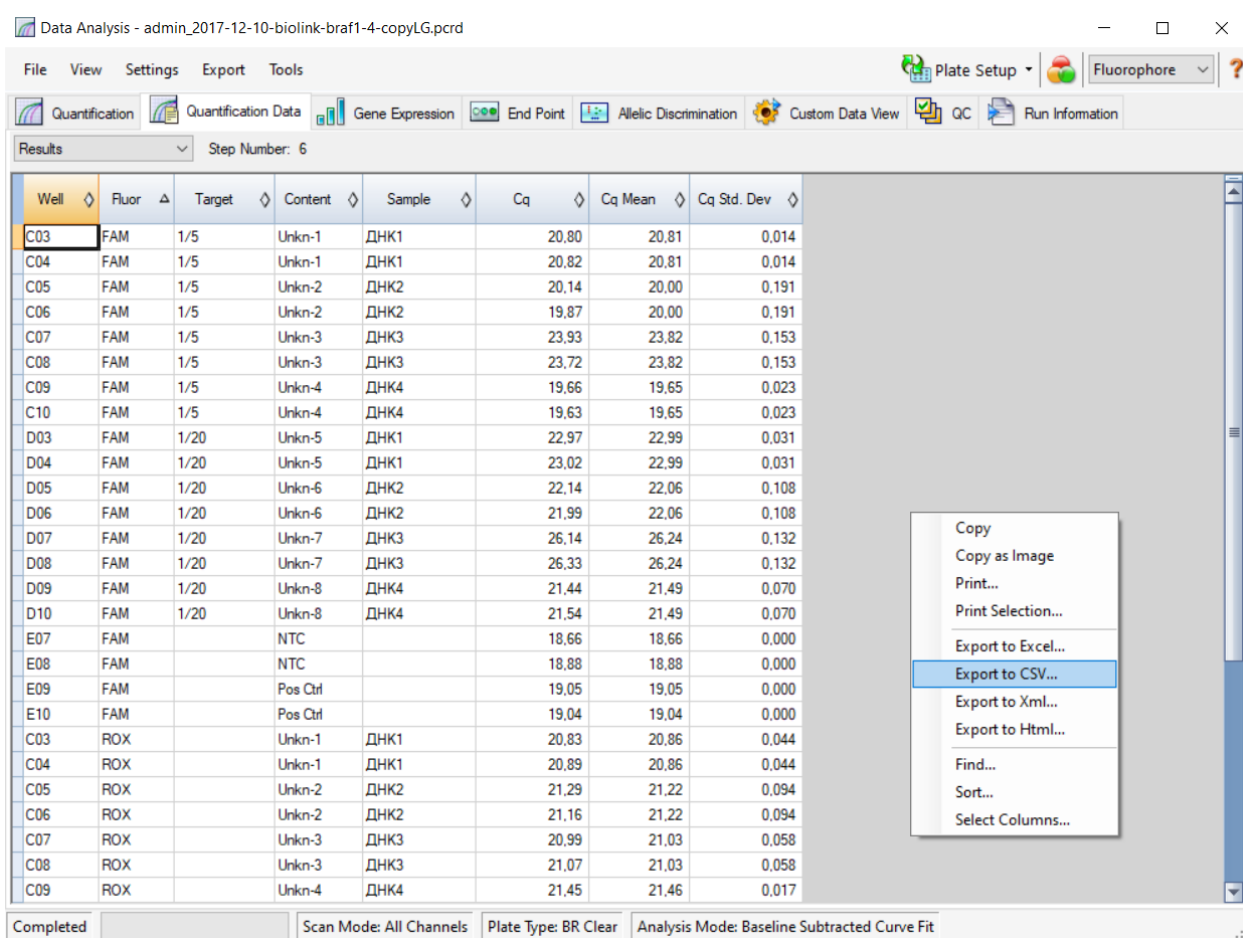 Data Analysis - admin_2017-12-10-biolink-braf1-4-copyLG.pcrd
File View Settings Export Tools Plate Setup Fluorophore ?
Quantification Quantification Data Gene Expression End Point Allelic Discrimination Custom Data View QC Run Information
Results Step Number: 6
Well Fluor Target Content Sample Cq Cq Mean Cq Std. Dev
C03 FAM 1/5 Unkn-1 ДНК1 20,80 20,81 0,014
C04 FAM 1/5 Unkn-1 ДНК1 20,82 20,81 0,014
C05 FAM 1/5 Unkn-2 ДНК2 20,14 20,00 0,191
C06 FAM 1/5 Unkn-2 ДНК2 19,87 20,00 0,191
C07 FAM 1/5 Unkn-3 ДНК3 23,93 23,82 0,153
C08 FAM 1/5 Unkn-3 ДНК3 23,72 23,82 0,153
C09 FAM 1/5 Unkn-4 ДНК4 19,66 19,65 0,023
C10 FAM 1/5 Unkn-4 ДНК4 19,63 19,65 0,023
D03 FAM 1/20 Unkn-5 ДНК1 22,97 22,99 0,031
D04 FAM 1/20 Unkn-5 ДНК1 23,02 22,99 0,031
D05 FAM 1/20 Unkn-6 ДНК2 22,14 22,06 0,108
D06 FAM 1/20 Unkn-6 ДНК2 21,99 22,06 0,108
D07 FAM 1/20 Unkn-7 ДНК3 26,14 26,24 0,132
D08 FAM 1/20 Unkn-7 ДНК3 26,33 26,24 0,132
D09 FAM 1/20 Unkn-8 ДНК4 21,44 21,49 0,070
D10 FAM 1/20 Unkn-8 ДНК4 21,54 21,49 0,070
E07 FAM NTC 18,66 18,66 0,000
E08 FAM NTC 18,88 18,88 0,000
E09 FAM Pos Ctrl 19,05 19,05 0,000
E10 FAM Pos Ctrl 19,04 19,04 0,000
C03 ROX Unkn-1 ДНК1 20,83 20,86 0,044
C04 ROX Unkn-1 ДНК1 20,89 20,86 0,044
C05 ROX Unkn-2 ДНК2 21,29 21,22 0,094
C06 ROX Unkn-2 ДНК2 21,16 21,22 0,094
C07 ROX Unkn-3 ДНК3 20,99 21,03 0,058
C08 ROX Unkn-3 ДНК3 21,07 21,03 0,058
C09 ROX Unkn-4 ДНК4 21,45 21,46 0,017
Copy
Copy as Image
Print...
Print Selection...
Export to Excel...
Export to CSV...
Export to Xml...
Export to Html...
Find...
Sort...
Select Columns...
Completed Scan Mode: All Channels Plate Type: BR Clear Analysis Mode: Baseline Subtracted Curve Fit